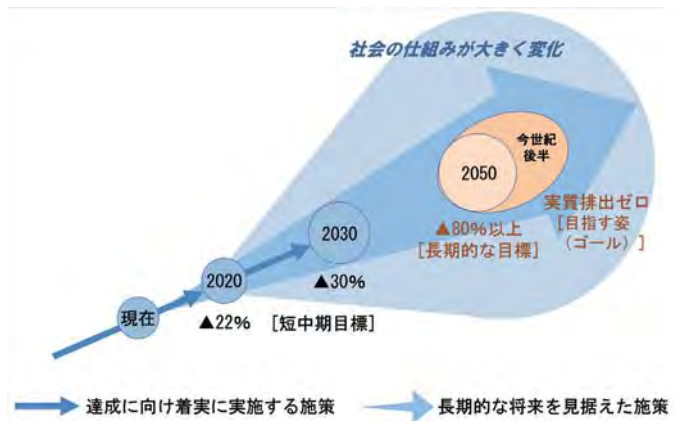 社会の仕組みが大きく変化
今世紀
後半
2050
実質排出ゼロ
[目指す姿
(ゴール)]
▲80%以上
[長期的な目標]
2030
▲30%
2020
▲22%
[短中期目標]
現在
達成に向け着実に実施する施策
長期的な将来を見据えた施策